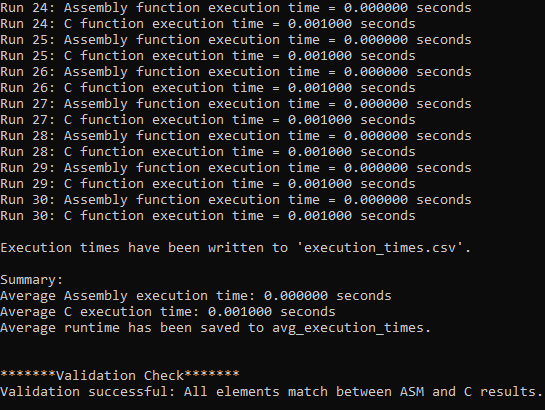 Run 24: Assembly function execution time = 0.000000 seconds
Run 24: C function execution time = 0.001000 seconds
Run 25: Assembly function execution time = 0.000000 seconds
Run 25: C function execution time = 0.001000 seconds
Run 26: Assembly function execution time = 0.000000 seconds
Run 26: C function execution time = 0.001000 seconds
Run 27: Assembly function execution time = 0.000000 seconds
Run 27: C function execution time = 0.001000 seconds
Run 28: Assembly function execution time = 0.000000 seconds
Run 28: C function execution time = 0.001000 seconds
Run 29: Assembly function execution time = 0.000000 seconds
Run 29: C function execution time = 0.001000 seconds
Run 30: Assembly function execution time = 0.000000 seconds
Run 30: C function execution time = 0.001000 seconds
Execution times have been written to 'execution_times.csv'.
Summary:
Average Assembly execution time: 0.000000 seconds
Average C execution time: 0.001000 seconds
Average runtime has been saved to avg_execution_times.
*******Validation Check*******
Validation successful: All elements match between ASM and C results.